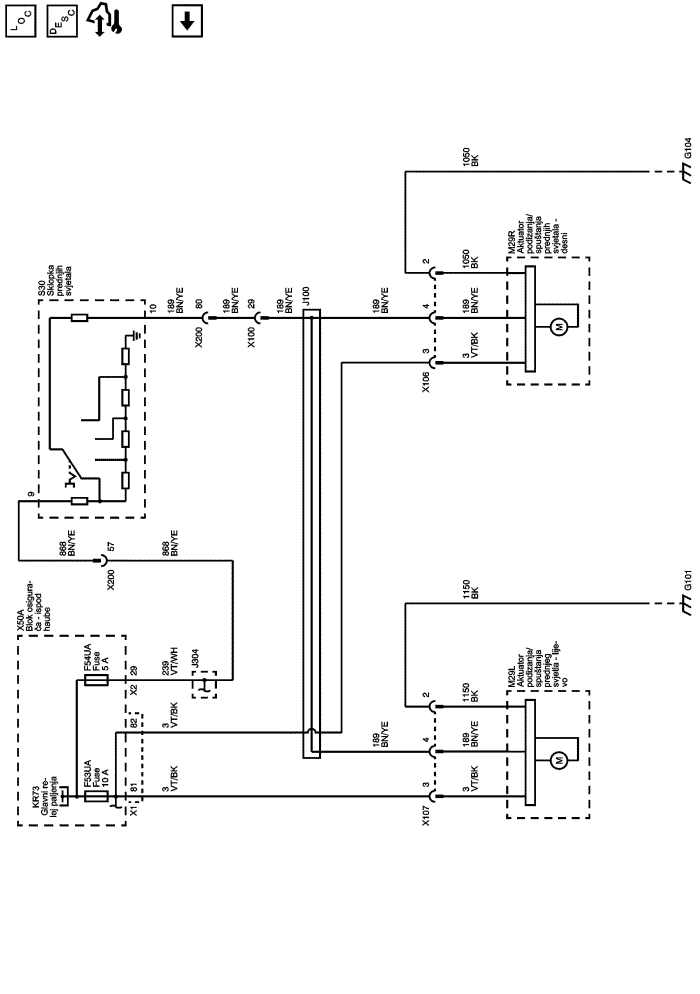 L
O
C
D
E
S
C
X50A
Blok osigura-
ča - ispod
haube
KR73
Glavni re-
lej paljenja
F53UA
Fuse
10 A
F54UA
Fuse
5 A
X1
81
82
X2
29
3
VT/BK
3
VT/BK
239
VT/WH
J304
868
BN/YE
X200
57
868
BN/YE
9
S30
Sklopka
prednjih
svjetala
10
189
BN/YE
X200
80
189
BN/YE
X100
29
189
BN/YE
J100
189
BN/YE
189
BN/YE
X107
3
4
2
3
VT/BK
189
BN/YE
1150
BK
M29L
Aktuator
podizanja/
spuštanja
prednjeg
svjetla - lije-
vo
M
1150
BK
G101
X106
3
4
2
3
VT/BK
189
BN/YE
1050
BK
M29R
Aktuator
podizanja/
spuštanja
prednjih
svjetala -
desni
M
1050
BK
G104